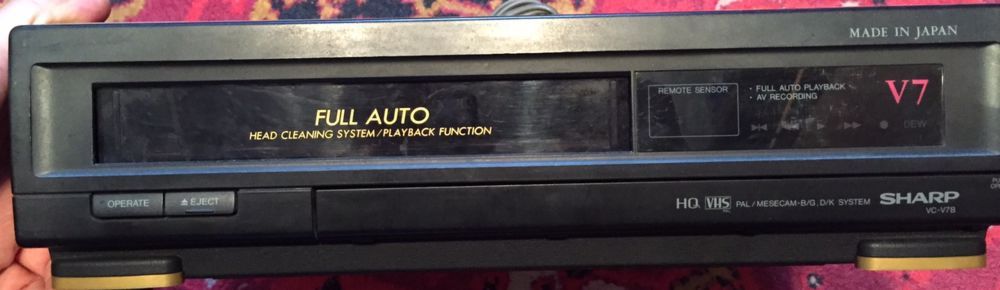 MADE IN JAPAN
FULL AUTO
HEAD CLEANING SYSTEM/PLAYBACK FUNCTION
REMOTE SENSOR
· FULL AUTO PLAYBACK
· AV RECORDING
V7
DEW
OPERATE
▲EJECT
HQ VHS PAL/MESECAM-B/G, D/K SYSTEM SHARP
VC-V7B